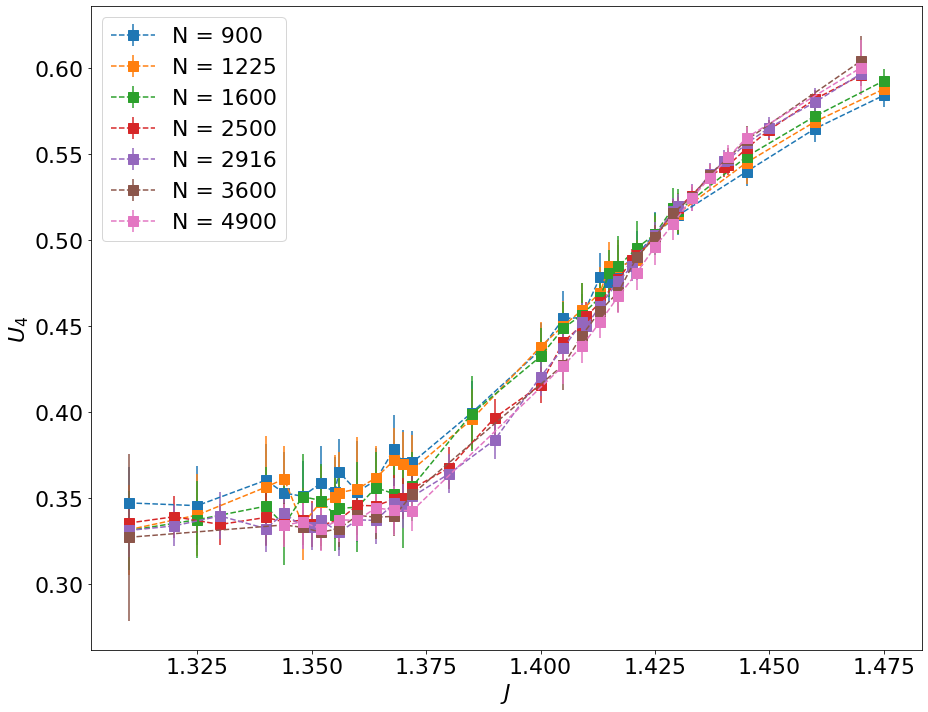 N = 900
N = 1225
N = 1600
N = 2500
N = 2916
N = 3600
N = 4900
0.60
0.55
0.50
0.45
0.40
0.35
0.30
U₄
1.325 1.350 1.375 1.400 1.425 1.450 1.475
J